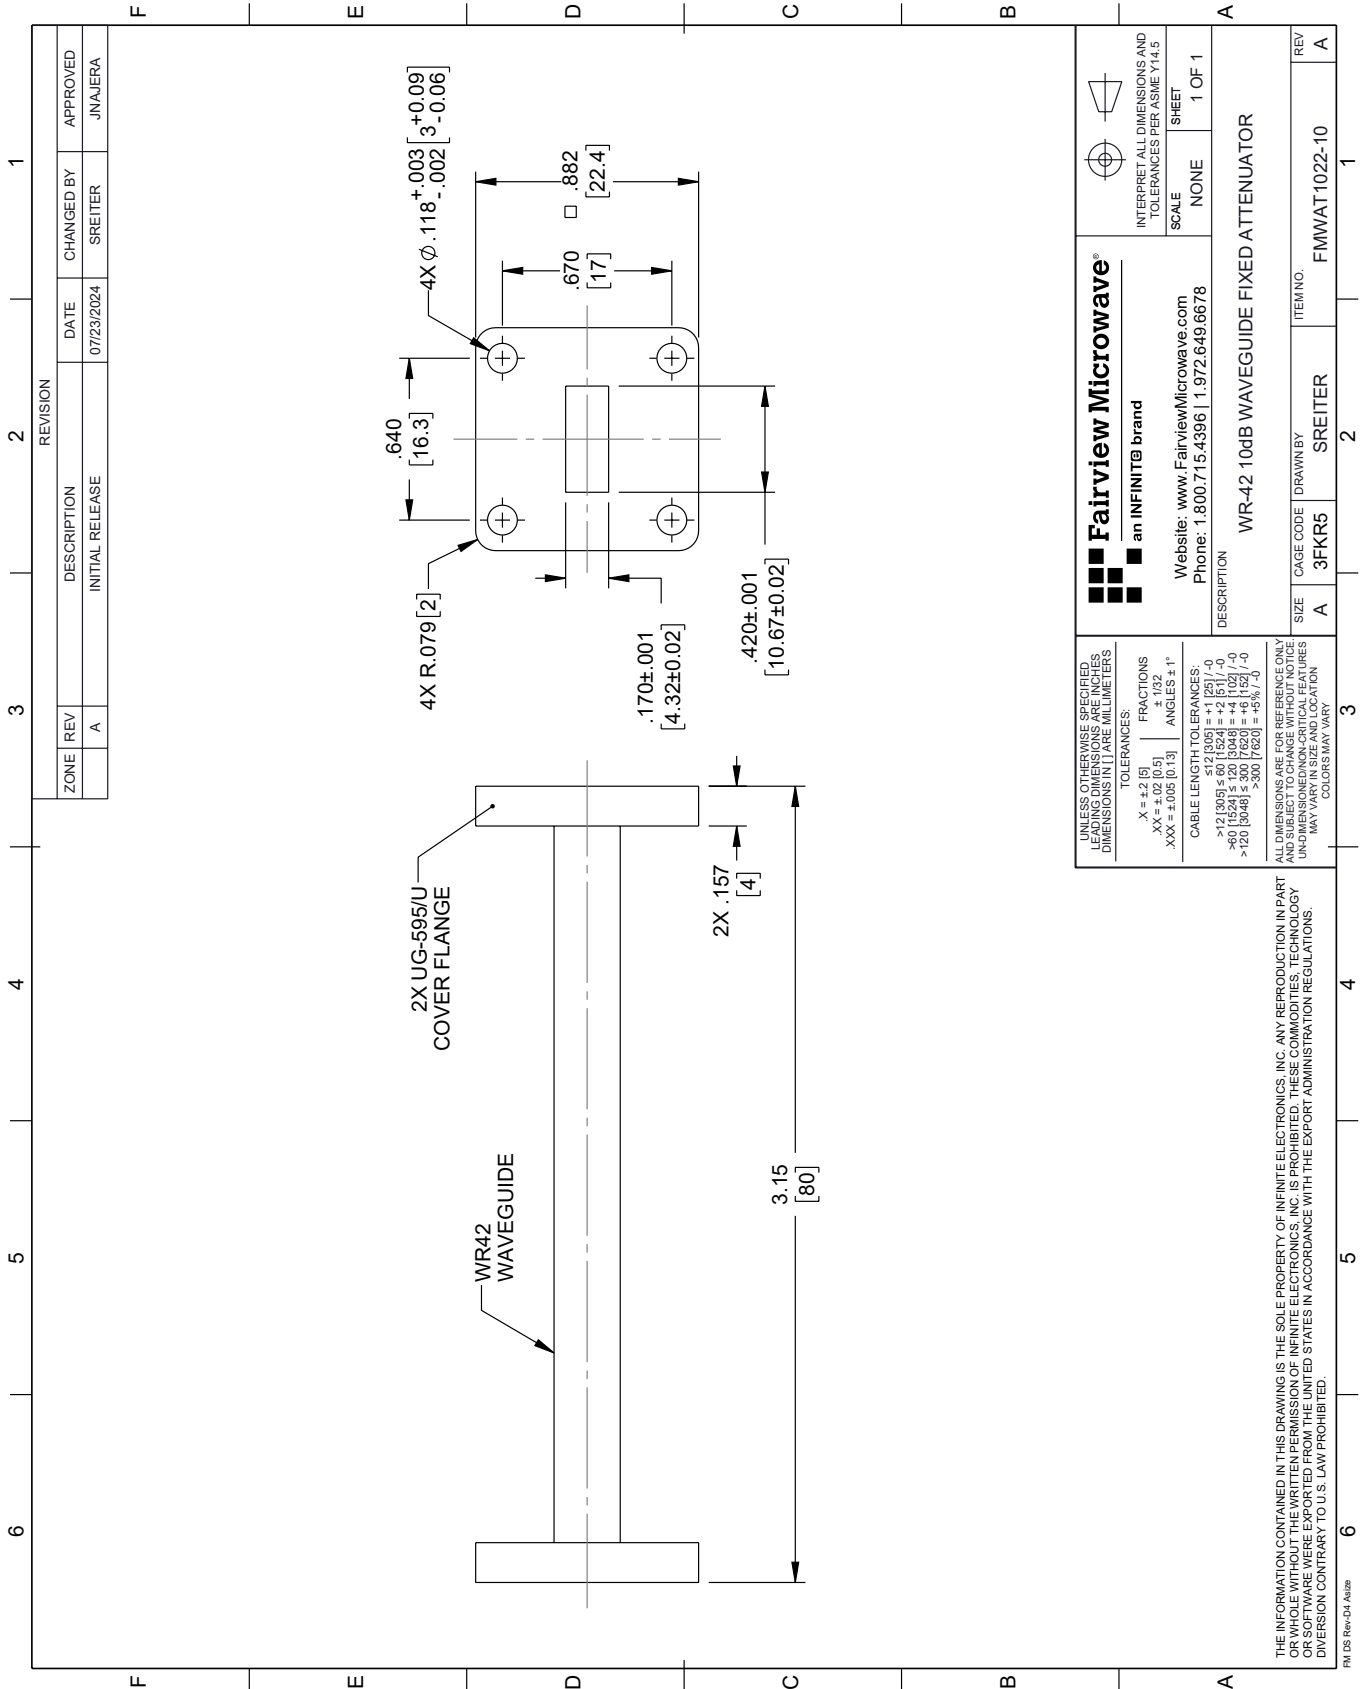 6 5 4 3 2 1
F
E
D
C
B
A
REVISION
ZONE REV DESCRIPTION DATE CHANGED BY APPROVED
A INITIAL RELEASE 07/23/2024 SREITER JNAJERA
2X UG-595/U
COVER FLANGE
WR42
WAVEGUIDE
2X .157
[4]
3.15
[80]
4X R.079 [2]
.640
[16.3]
4X ⌀ .118 +.003 -.002 [3 +0.09 -0.06]
.670
[17]
□ .882
[22.4]
.170±.001
[4.32±0.02]
.420±.001
[10.67±0.02]
UNLESS OTHERWISE SPECIFIED
LEADING DIMENSIONS ARE INCHES
DIMENSIONS IN [ ] ARE MILLIMETERS
TOLERANCES:
.X = ±.2 [5] FRACTIONS
.XX = ±.02 [0.5] ± 1/32
.XXX = ±.005 [0.13] ANGLES ± 1°
CABLE LENGTH TOLERANCES:
≤12 [305] = +1 [25] / -0
>12 [305] ≤ 60 [1524] = +2 [51] / -0
>60 [1524] ≤ 120 [3048] = +4 [102] / -0
>120 [3048] ≤ 300 [7620] = +6 [152] / -0
>300 [7620] = +5% / -0
ALL DIMENSIONS ARE FOR REFERENCE ONLY
AND SUBJECT TO CHANGE WITHOUT NOTICE.
UN-DIMENSIONED/NON-CRITICAL FEATURES
MAY VARY IN SIZE AND LOCATION
COLORS MAY VARY
Fairview Microwave®
an INFINIT® brand
Website: www.FairviewMicrowave.com
Phone: 1.800.715.4396 | 1.972.649.6678
INTERPRET ALL DIMENSIONS AND
TOLERANCES PER ASME Y14.5
SCALE SHEET
NONE 1 OF 1
DESCRIPTION
WR-42 10dB WAVEGUIDE FIXED ATTENUATOR
SIZE CAGE CODE DRAWN BY ITEM NO. REV
A 3FKR5 SREITER FMWAT1022-10 A
THE INFORMATION CONTAINED IN THIS DRAWING IS THE SOLE PROPERTY OF INFINITE ELECTRONICS, INC. ANY REPRODUCTION IN PART
OR WHOLE WITHOUT THE WRITTEN PERMISSION OF INFINITE ELECTRONICS, INC. IS PROHIBITED. THESE COMMODITIES, TECHNOLOGY
OR SOFTWARE WERE EXPORTED FROM THE UNITED STATES IN ACCORDANCE WITH THE EXPORT ADMINISTRATION REGULATIONS.
DIVERSION CONTRARY TO U.S. LAW PROHIBITED.
F
E
D
C
B
A
6 5 4 3 2 1
FM DS Rev-D4 Asize